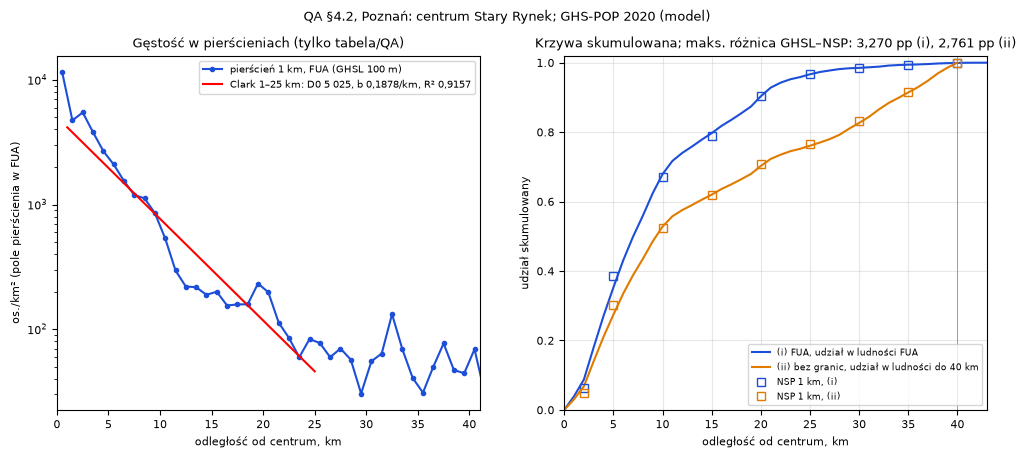 QA §4.2, Poznań: centrum Stary Rynek; GHS-POP 2020 (model)
Gęstość w pierścieniach (tylko tabela/QA)
pierścień 1 km, FUA (GHSL 100 m)
Clark 1–25 km: D0 5 025, b 0,1878/km, R² 0,9157
os./km² (pole pierścienia w FUA)
10⁴
10³
10²
0 5 10 15 20 25 30 35 40
odległość od centrum, km
Krzywa skumulowana; maks. różnica GHSL–NSP: 3,270 pp (i), 2,761 pp (ii)
udział skumulowany
1.0
0.8
0.6
0.4
0.2
0.0
(i) FUA, udział w ludności FUA
(ii) bez granic, udział w ludności do 40 km
NSP 1 km, (i)
NSP 1 km, (ii)
0 5 10 15 20 25 30 35 40
odległość od centrum, km